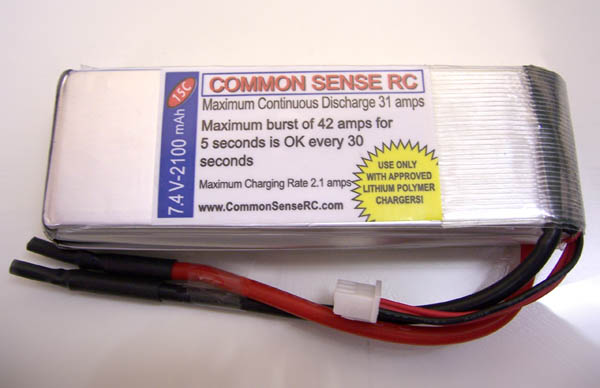 7.4V-2100 mAh
15C
COMMON SENSE RC
Maximum Continuous Discharge 31 amps
Maximum burst of 42 amps for
5 seconds is OK every 30
seconds
Maximum Charging Rate 2.1 amps
www.CommonSenseRC.com
USE ONLY
WITH APPROVED
LITHIUM POLYMER
CHARGERS!